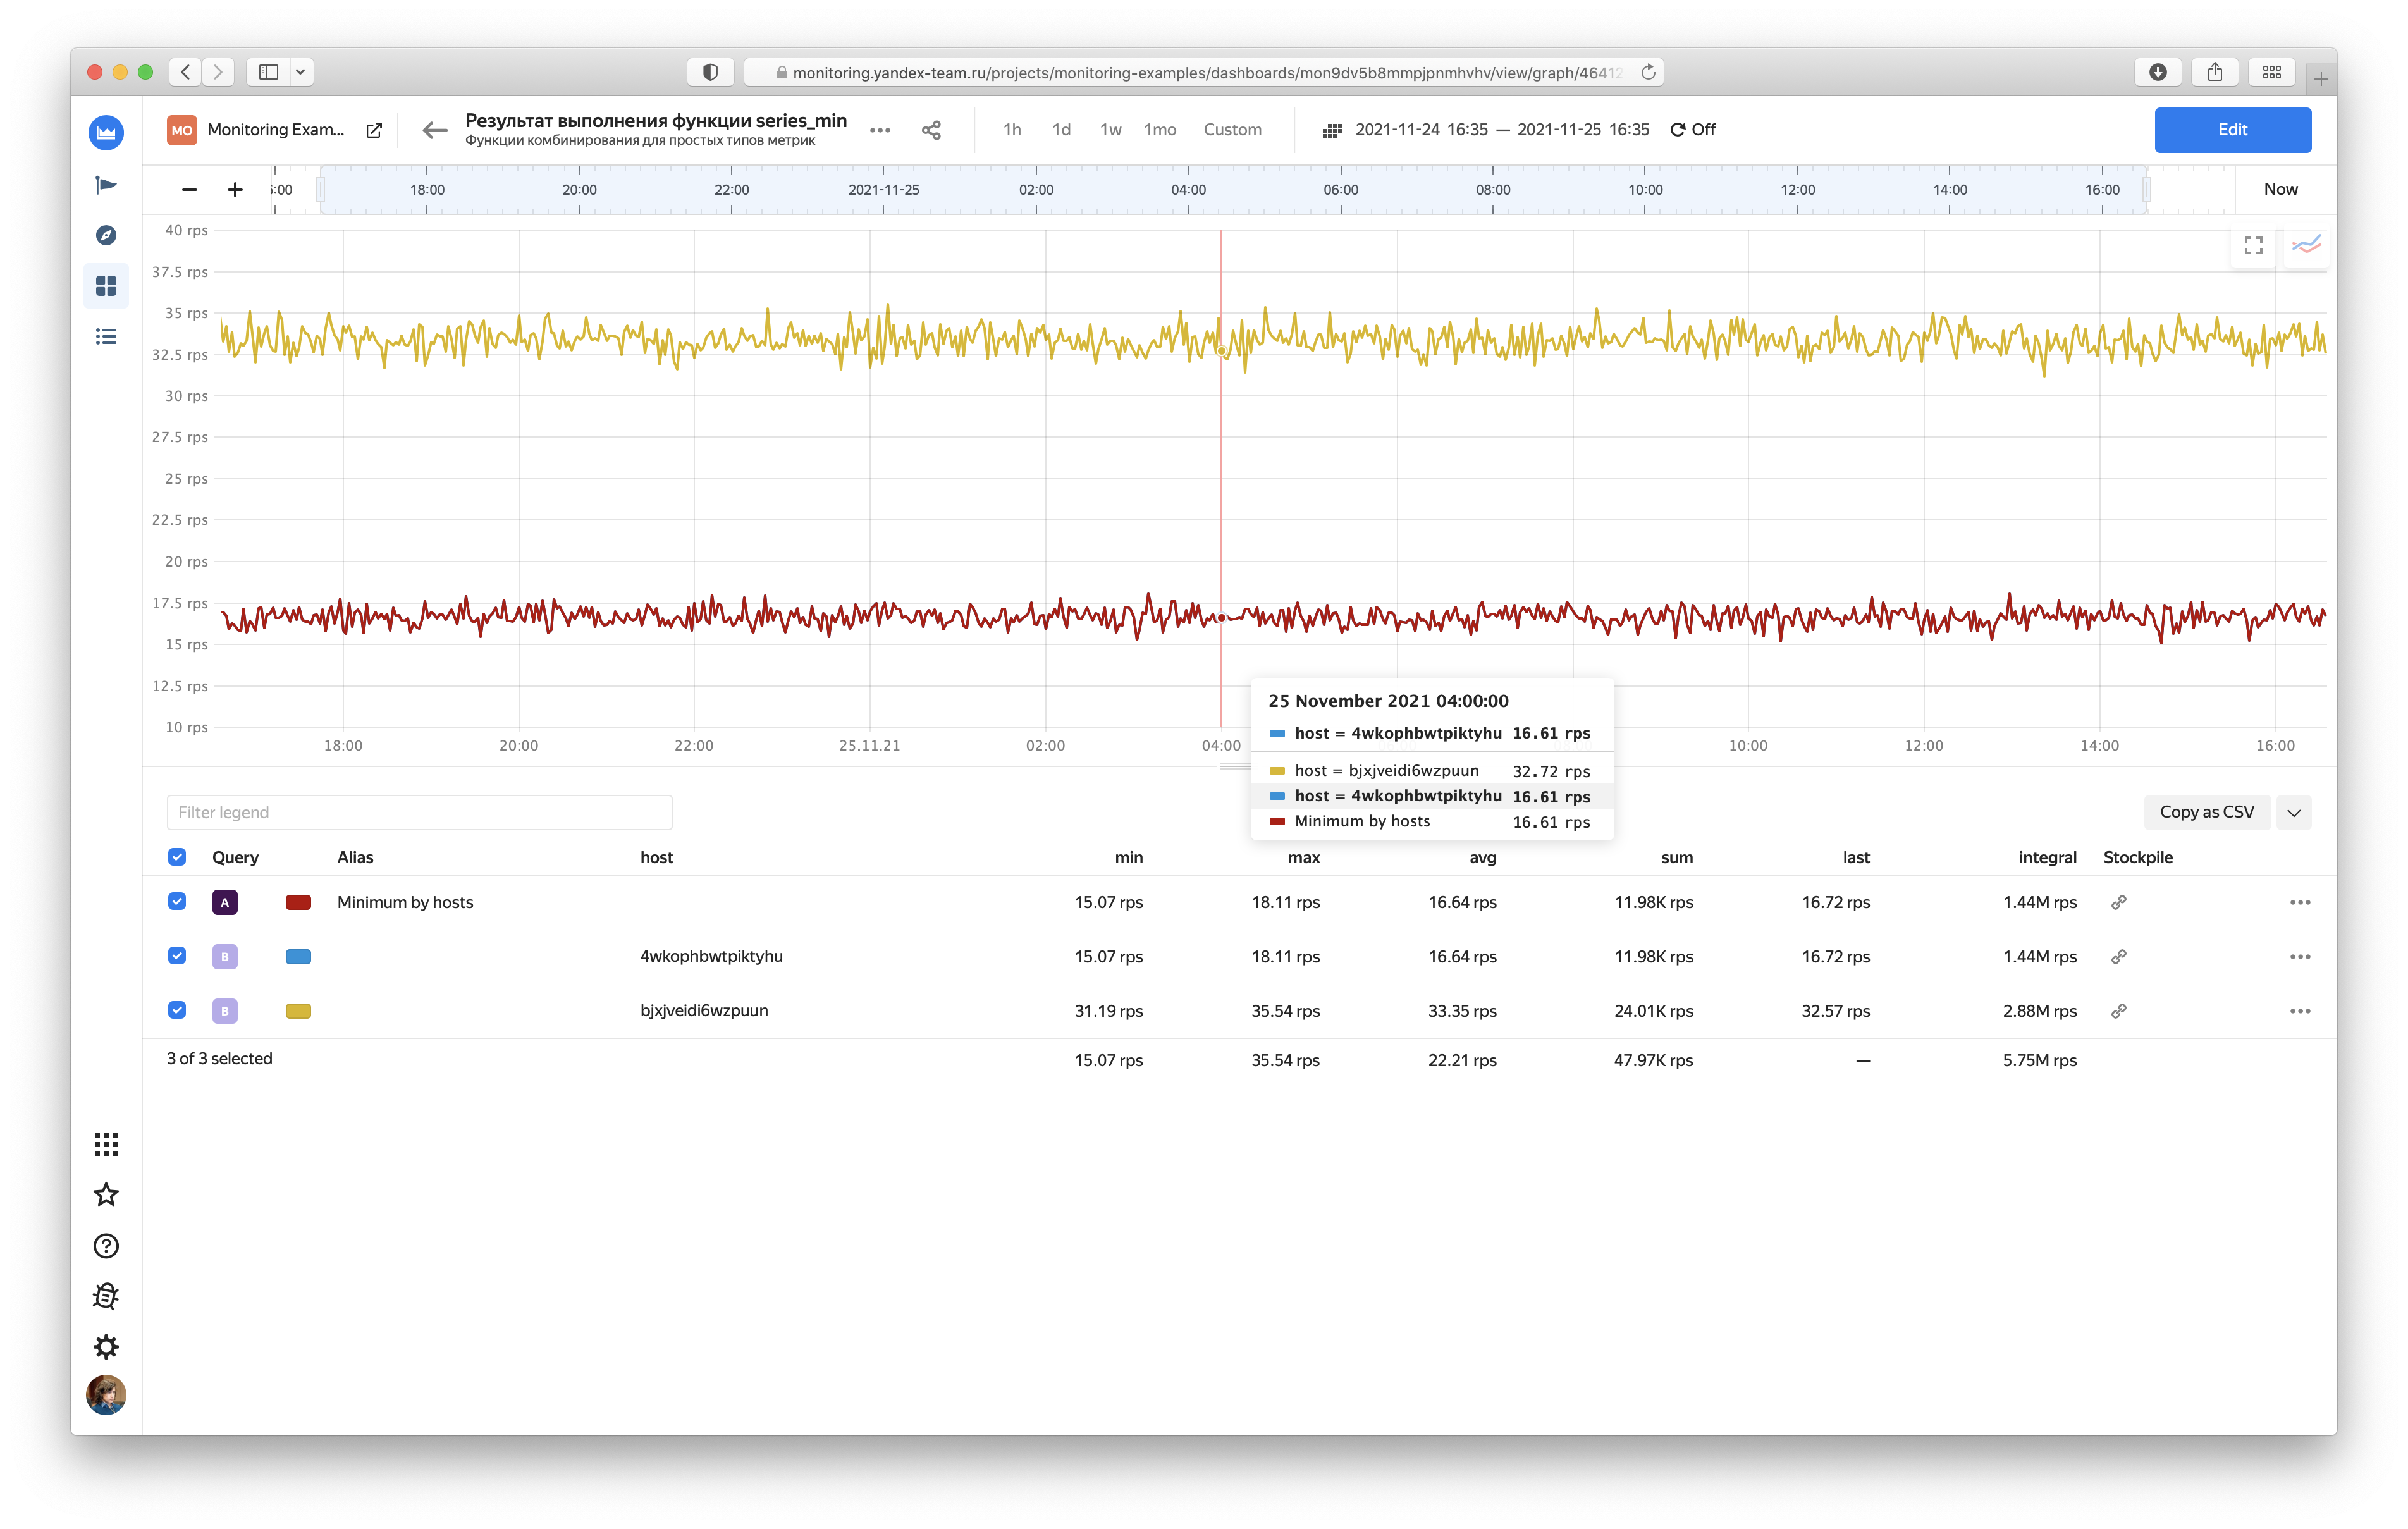 monitoring.yandex-team.ru/projects/monitoring-examples/dashboards/mon9dv5b8mmpjpnmhvhv/view/graph/46412
MO Monitoring Exam... Результат выполнения функции series_min 1h 1d 1w 1mo Custom 2021-11-24 16:35 — 2021-11-25 16:35 Off Edit
Функции комбинирования для простых типов метрик
− + 5:00 18:00 20:00 22:00 2021-11-25 02:00 04:00 06:00 08:00 10:00 12:00 14:00 16:00 Now
40 rps
37.5 rps
35 rps
32.5 rps
30 rps
27.5 rps
25 rps
22.5 rps
20 rps
17.5 rps
15 rps
12.5 rps
10 rps
18:00 20:00 22:00 25.11.21 02:00 04:00 10:00 12:00 14:00 16:00
25 November 2021 04:00:00
host = 4wkophbwtpiktyhu 16.61 rps
host = bjxjveidi6wzpuun 32.72 rps
host = 4wkophbwtpiktyhu 16.61 rps
Minimum by hosts 16.61 rps
Filter legend Copy as CSV
Query Alias host min max avg sum last integral Stockpile
A Minimum by hosts 15.07 rps 18.11 rps 16.64 rps 11.98K rps 16.72 rps 1.44M rps
B 4wkophbwtpiktyhu 15.07 rps 18.11 rps 16.64 rps 11.98K rps 16.72 rps 1.44M rps
B bjxjveidi6wzpuun 31.19 rps 35.54 rps 33.35 rps 24.01K rps 32.57 rps 2.88M rps
3 of 3 selected 15.07 rps 35.54 rps 22.21 rps 47.97K rps — 5.75M rps